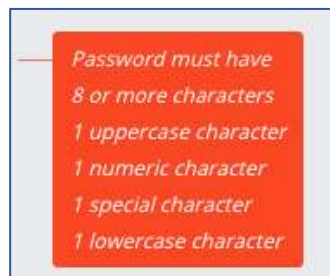 Password must have
8 or more characters
1 uppercase character
1 numeric character
1 special character
1 lowercase character